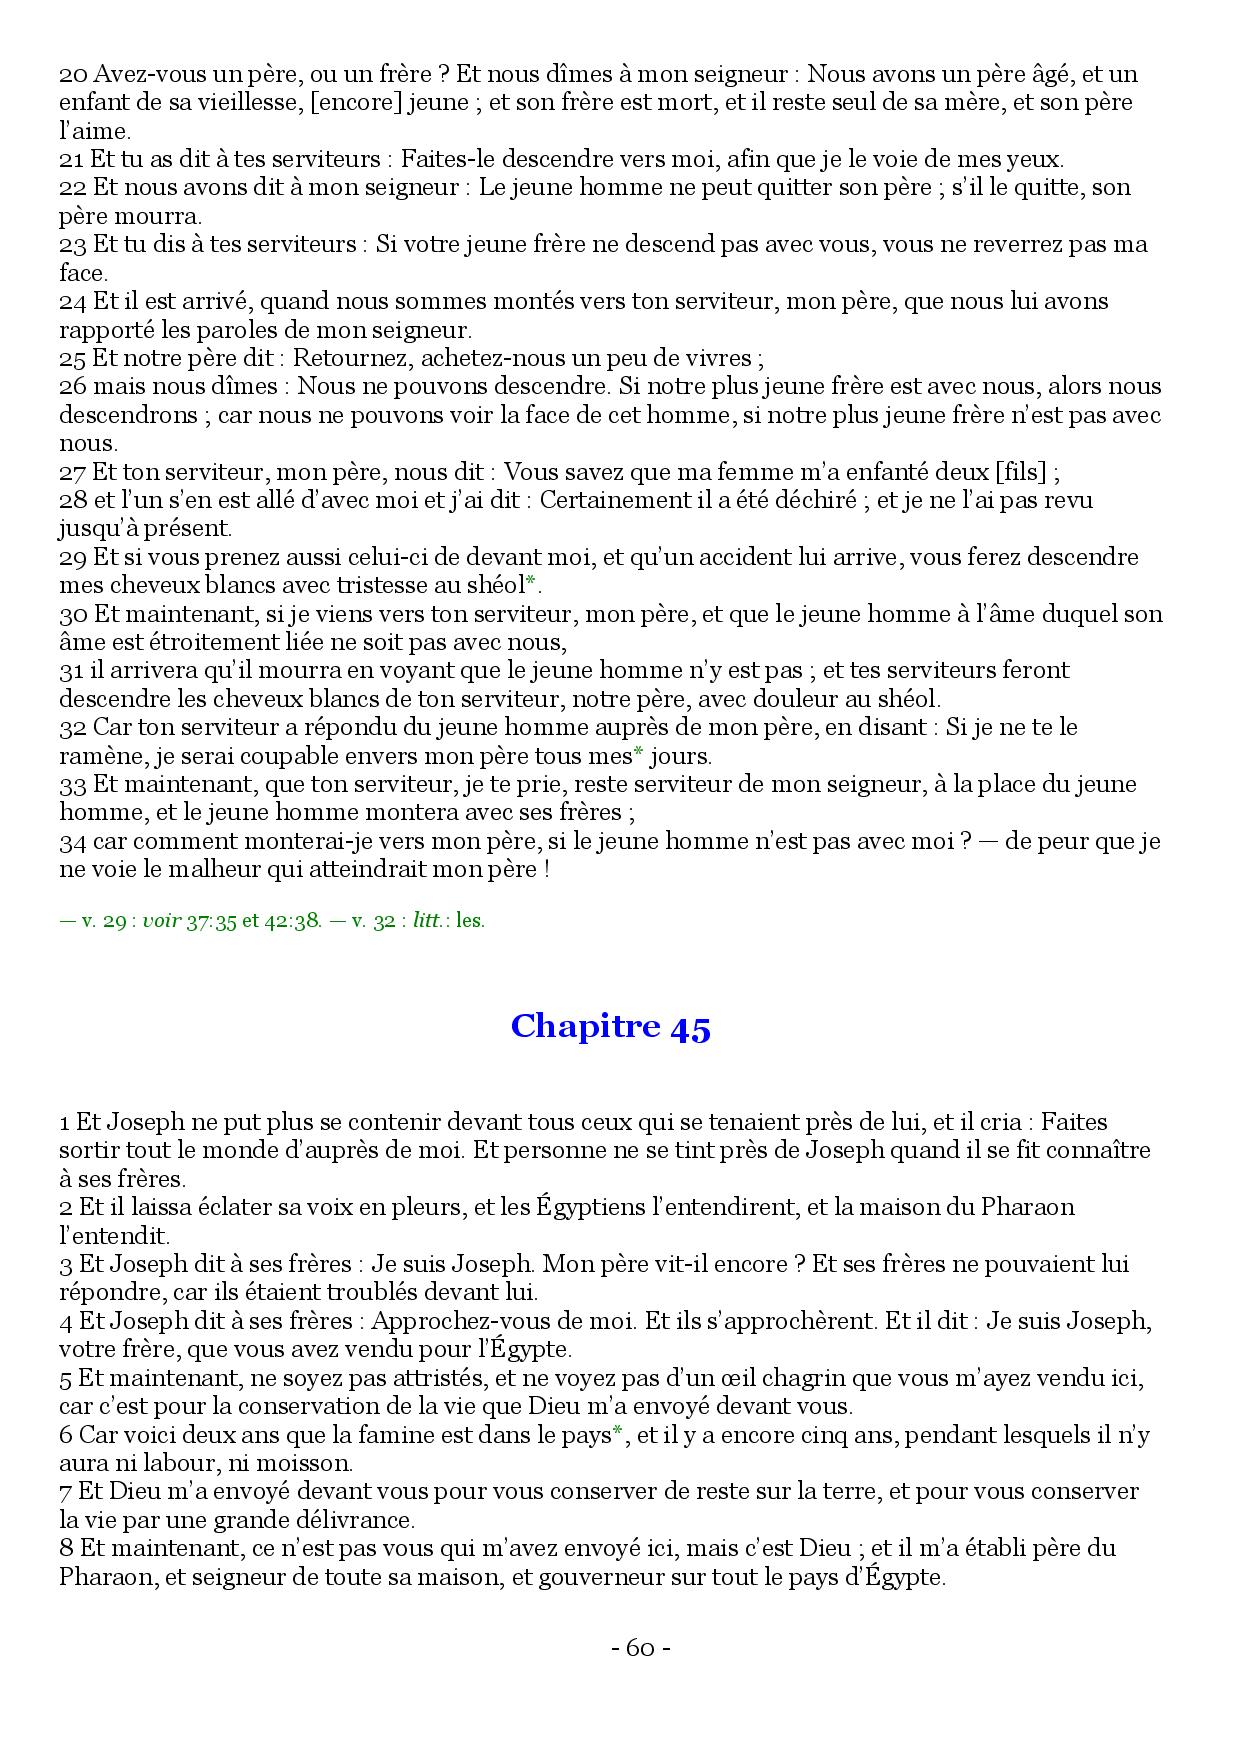 20 Avez-vous un père, ou un frère ? Et nous dîmes à mon seigneur : Nous avons un père âgé, et un
enfant de sa vieillesse, [encore] jeune ; et son frère est mort, et il reste seul de sa mère, et son père
l’aime.
21 Et tu as dit à tes serviteurs : Faites-le descendre vers moi, afin que je le voie de mes yeux.
22 Et nous avons dit à mon seigneur : Le jeune homme ne peut quitter son père ; s’il le quitte, son
père mourra.
23 Et tu dis à tes serviteurs : Si votre jeune frère ne descend pas avec vous, vous ne reverrez pas ma
face.
24 Et il est arrivé, quand nous sommes montés vers ton serviteur, mon père, que nous lui avons
rapporté les paroles de mon seigneur.
25 Et notre père dit : Retournez, achetez-nous un peu de vivres ;
26 mais nous dîmes : Nous ne pouvons descendre. Si notre plus jeune frère est avec nous, alors nous
descendrons ; car nous ne pouvons voir la face de cet homme, si notre plus jeune frère n’est pas avec
nous.
27 Et ton serviteur, mon père, nous dit : Vous savez que ma femme m’a enfanté deux [fils] ;
28 et l’un s’en est allé d’avec moi et j’ai dit : Certainement il a été déchiré ; et je ne l’ai pas revu
jusqu’à présent.
29 Et si vous prenez aussi celui-ci de devant moi, et qu’un accident lui arrive, vous ferez descendre
mes cheveux blancs avec tristesse au shéol*.
30 Et maintenant, si je viens vers ton serviteur, mon père, et que le jeune homme à l’âme duquel son
âme est étroitement liée ne soit pas avec nous,
31 il arrivera qu’il mourra en voyant que le jeune homme n’y est pas ; et tes serviteurs feront
descendre les cheveux blancs de ton serviteur, notre père, avec douleur au shéol.
32 Car ton serviteur a répondu du jeune homme auprès de mon père, en disant : Si je ne te le
ramène, je serai coupable envers mon père tous mes* jours.
33 Et maintenant, que ton serviteur, je te prie, reste serviteur de mon seigneur, à la place du jeune
homme, et le jeune homme montera avec ses frères ;
34 car comment monterai-je vers mon père, si le jeune homme n’est pas avec moi ? — de peur que je
ne voie le malheur qui atteindrait mon père !
— v. 29 : voir 37:35 et 42:38. — v. 32 : litt.: les.
Chapitre 45
1 Et Joseph ne put plus se contenir devant tous ceux qui se tenaient près de lui, et il cria : Faites
sortir tout le monde d’auprès de moi. Et personne ne se tint près de Joseph quand il se fit connaître
à ses frères.
2 Et il laissa éclater sa voix en pleurs, et les Égyptiens l’entendirent, et la maison du Pharaon
l’entendit.
3 Et Joseph dit à ses frères : Je suis Joseph. Mon père vit-il encore ? Et ses frères ne pouvaient lui
répondre, car ils étaient troublés devant lui.
4 Et Joseph dit à ses frères : Approchez-vous de moi. Et ils s’approchèrent. Et il dit : Je suis Joseph,
votre frère, que vous avez vendu pour l’Égypte.
5 Et maintenant, ne soyez pas attristés, et ne voyez pas d’un œil chagrin que vous m’ayez vendu ici,
car c’est pour la conservation de la vie que Dieu m’a envoyé devant vous.
6 Car voici deux ans que la famine est dans le pays*, et il y a encore cinq ans, pendant lesquels il n’y
aura ni labour, ni moisson.
7 Et Dieu m’a envoyé devant vous pour vous conserver de reste sur la terre, et pour vous conserver
la vie par une grande délivrance.
8 Et maintenant, ce n’est pas vous qui m’avez envoyé ici, mais c’est Dieu ; et il m’a établi père du
Pharaon, et seigneur de toute sa maison, et gouverneur sur tout le pays d’Égypte.
- 60 -